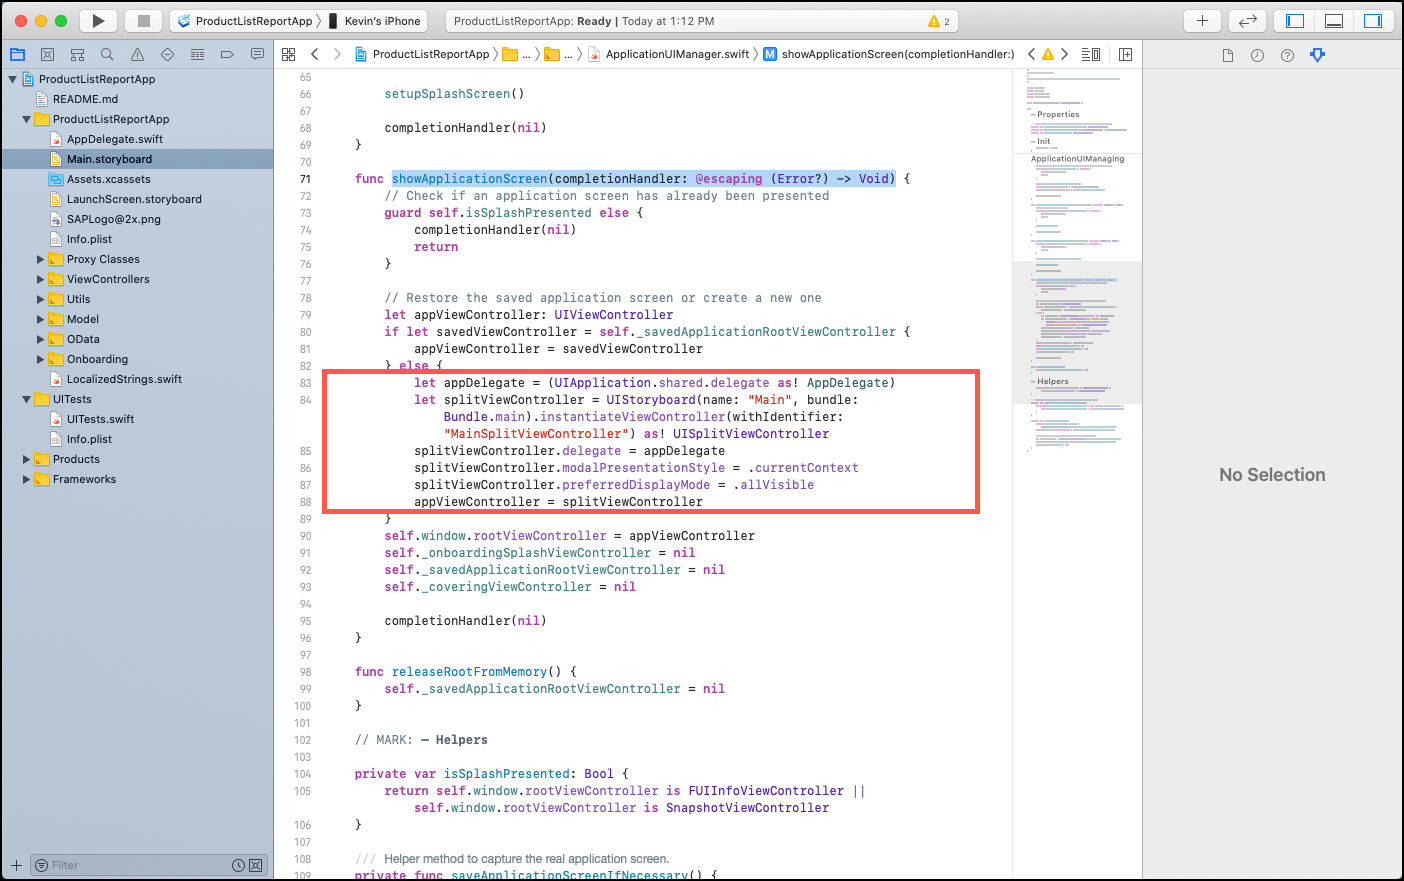 ProductListReportApp
Kevin's iPhone
ProductListReportApp: Ready | Today at 1:12 PM
2
ProductListReportApp
...
...
ApplicationUIManager.swift
M
showApplicationScreen(completionHandler:)
ProductListReportApp
README.md
ProductListReportApp
AppDelegate.swift
Main.storyboard
Assets.xcassets
LaunchScreen.storyboard
SAPLogo@2x.png
Info.plist
Proxy Classes
ViewControllers
Utils
Model
OData
Onboarding
LocalizedStrings.swift
UITests
UITests.swift
Info.plist
Products
Frameworks
Filter
65
66 setupSplashScreen()
67
68 completionHandler(nil)
69 }
70
71 func showApplicationScreen(completionHandler: @escaping (Error?) -> Void) {
72 // Check if an application screen has already been presented
73 guard self.isSplashPresented else {
74 completionHandler(nil)
75 return
76 }
77
78 // Restore the saved application screen or create a new one
79 let appViewController: UIViewController
80 if let savedViewController = self._savedApplicationRootViewController {
81 appViewController = savedViewController
82 } else {
83 let appDelegate = (UIApplication.shared.delegate as! AppDelegate)
84 let splitViewController = UIStoryboard(name: "Main", bundle:
Bundle.main).instantiateViewController(withIdentifier:
"MainSplitViewController") as! UISplitViewController
85 splitViewController.delegate = appDelegate
86 splitViewController.modalPresentationStyle = .currentContext
87 splitViewController.preferredDisplayMode = .allVisible
88 appViewController = splitViewController
89 }
90 self.window.rootViewController = appViewController
91 self._onboardingSplashViewController = nil
92 self._savedApplicationRootViewController = nil
93 self._coveringViewController = nil
94
95 completionHandler(nil)
96 }
97
98 func releaseRootFromMemory() {
99 self._savedApplicationRootViewController = nil
100 }
101
102 // MARK: – Helpers
103
104 private var isSplashPresented: Bool {
105 return self.window.rootViewController is FUIInfoViewController ||
self.window.rootViewController is SnapshotViewController
106 }
107
108 /// Helper method to capture the real application screen.
109 private func saveApplicationScreenIfNecessary() {
– Properties
– Init
ApplicationUIManaging
– Helpers
No Selection